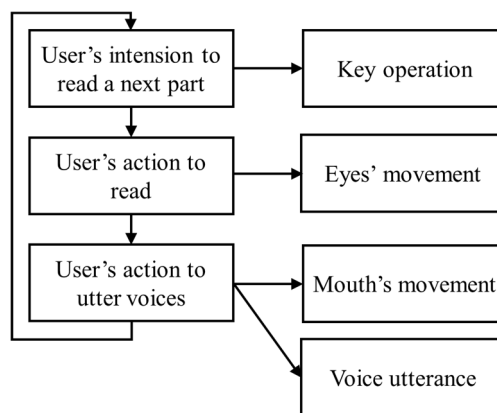 User's intension to
read a next part
Key operation
User's action to
read
Eyes' movement
User's action to
utter voices
Mouth's movement
Voice utterance